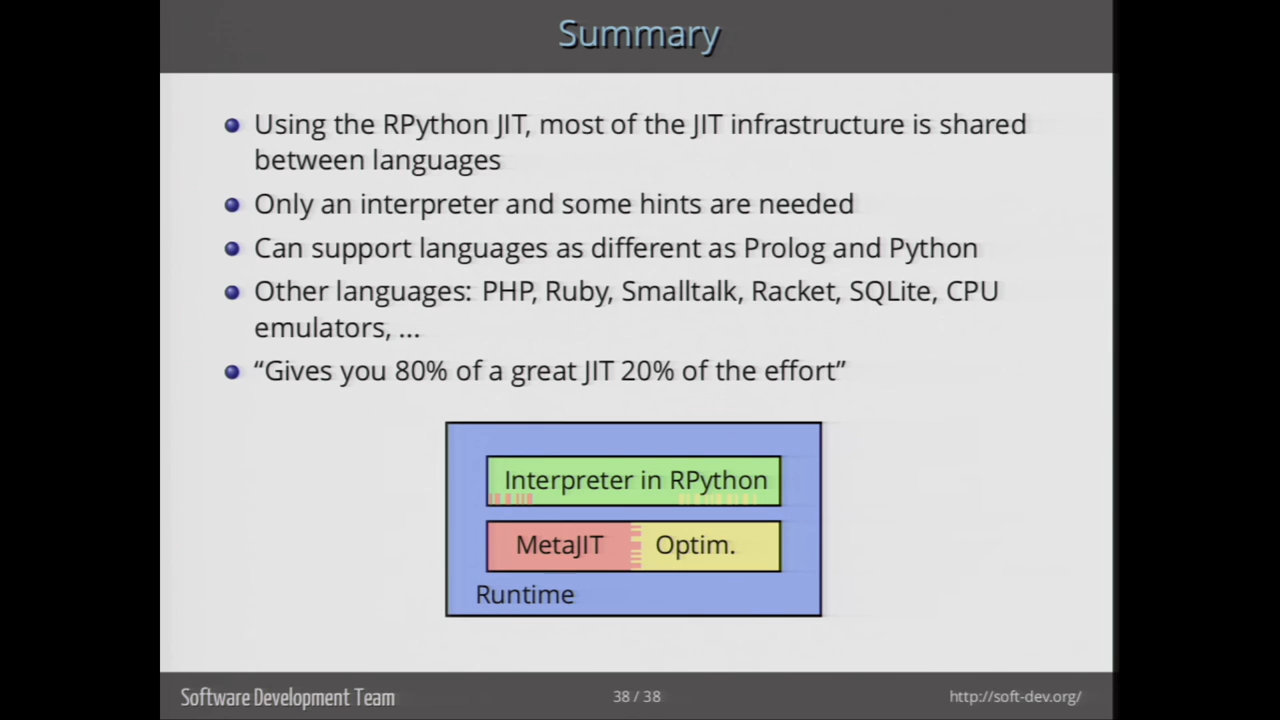 Summary
Using the RPython JIT, most of the JIT infrastructure is shared
between languages
Only an interpreter and some hints are needed
Can support languages as different as Prolog and Python
Other languages: PHP, Ruby, Smalltalk, Racket, SQLite, CPU
emulators, ...
“Gives you 80% of a great JIT 20% of the effort”
Interpreter in RPython
MetaJIT Optim.
Runtime
Software Development Team 38 / 38 http://soft-dev.org/